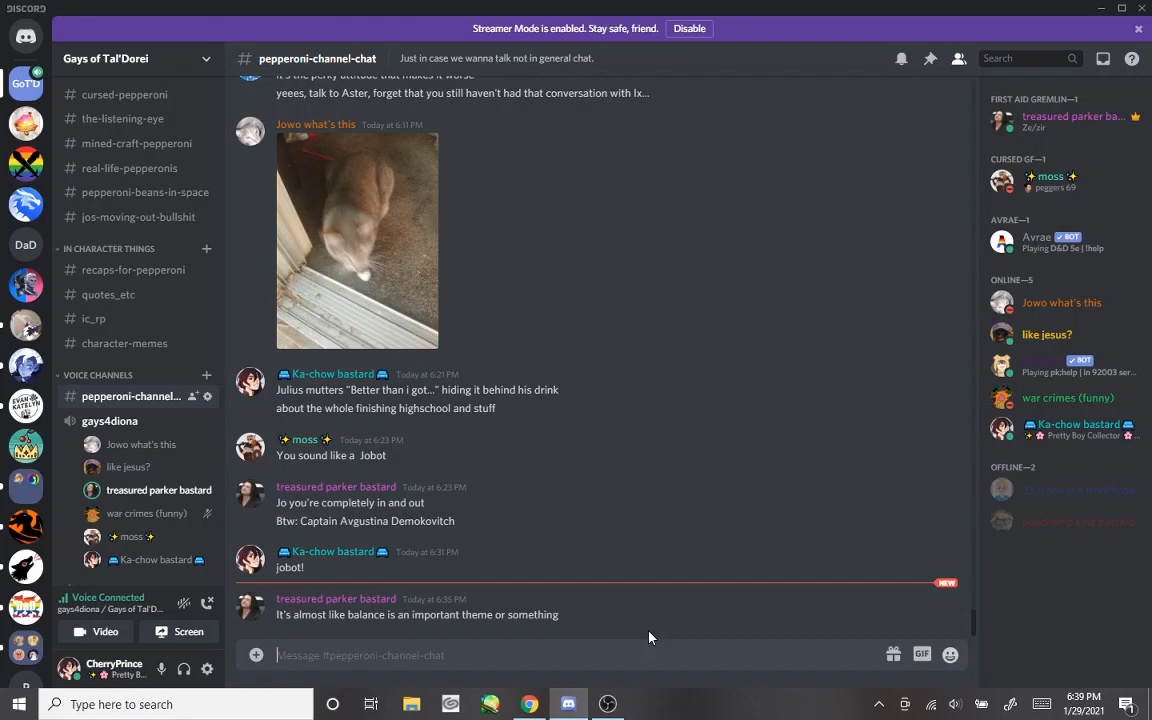 DISCORD
Streamer Mode is enabled. Stay safe, friend. Disable
Gays of Tal'Dorei
# pepperoni-channel-chat Just in case we wanna talk not in general chat.
Search
GoT'D
DaD
EVAN KATELYN
# cursed-pepperoni
# the-listening-eye
# mined-craft-pepperoni
# real-life-pepperonis
# pepperoni-beans-in-space
# jos-moving-out-bullshit
IN CHARACTER THINGS
# recaps-for-pepperoni
# quotes_etc
# ic_rp
# character-memes
VOICE CHANNELS
# pepperoni-channel...
gays4diona
Jowo what's this
like jesus?
treasured parker bastard
war crimes (funny)
✨moss✨
🚘Ka-chow bastard🚘
Voice Connected
gays4diona / Gays of Tal'D...
Video Screen
CherryPrince
✨🌸 Pretty B...
It's the perky attitude that makes it worse
yeees, talk to Aster, forget that you still haven't had that conversation with Ix...
Jowo what's this Today at 6:11 PM
🚘Ka-chow bastard🚘 Today at 6:21 PM
Julius mutters "Better than i got..." hiding it behind his drink
about the whole finishing highschool and stuff
✨moss✨ Today at 6:23 PM
You sound like a  Jobot
treasured parker bastard Today at 6:23 PM
Jo you're completely in and out
Btw: Captain Avgustina Demokovitch
🚘Ka-chow bastard🚘 Today at 6:31 PM
jobot!
NEW
treasured parker bastard Today at 6:35 PM
It's almost like balance is an important theme or something
Message #pepperoni-channel-chat
GIF
FIRST AID GREMLIN—1
treasured parker ba...
Ze/zir
CURSED GF—1
✨moss✨
peggers 69
AVRAE—1
Avrae ✓ BOT
Playing D&D 5e | !help
ONLINE—5
Jowo what's this
like jesus?
✓ BOT
Playing pk;help | in 92003 ser...
war crimes (funny)
🚘Ka-chow bastard🚘
✨🌸 Pretty Boy Collector 🌸...
OFFLINE—2
Type here to search
6:39 PM
1/29/2021